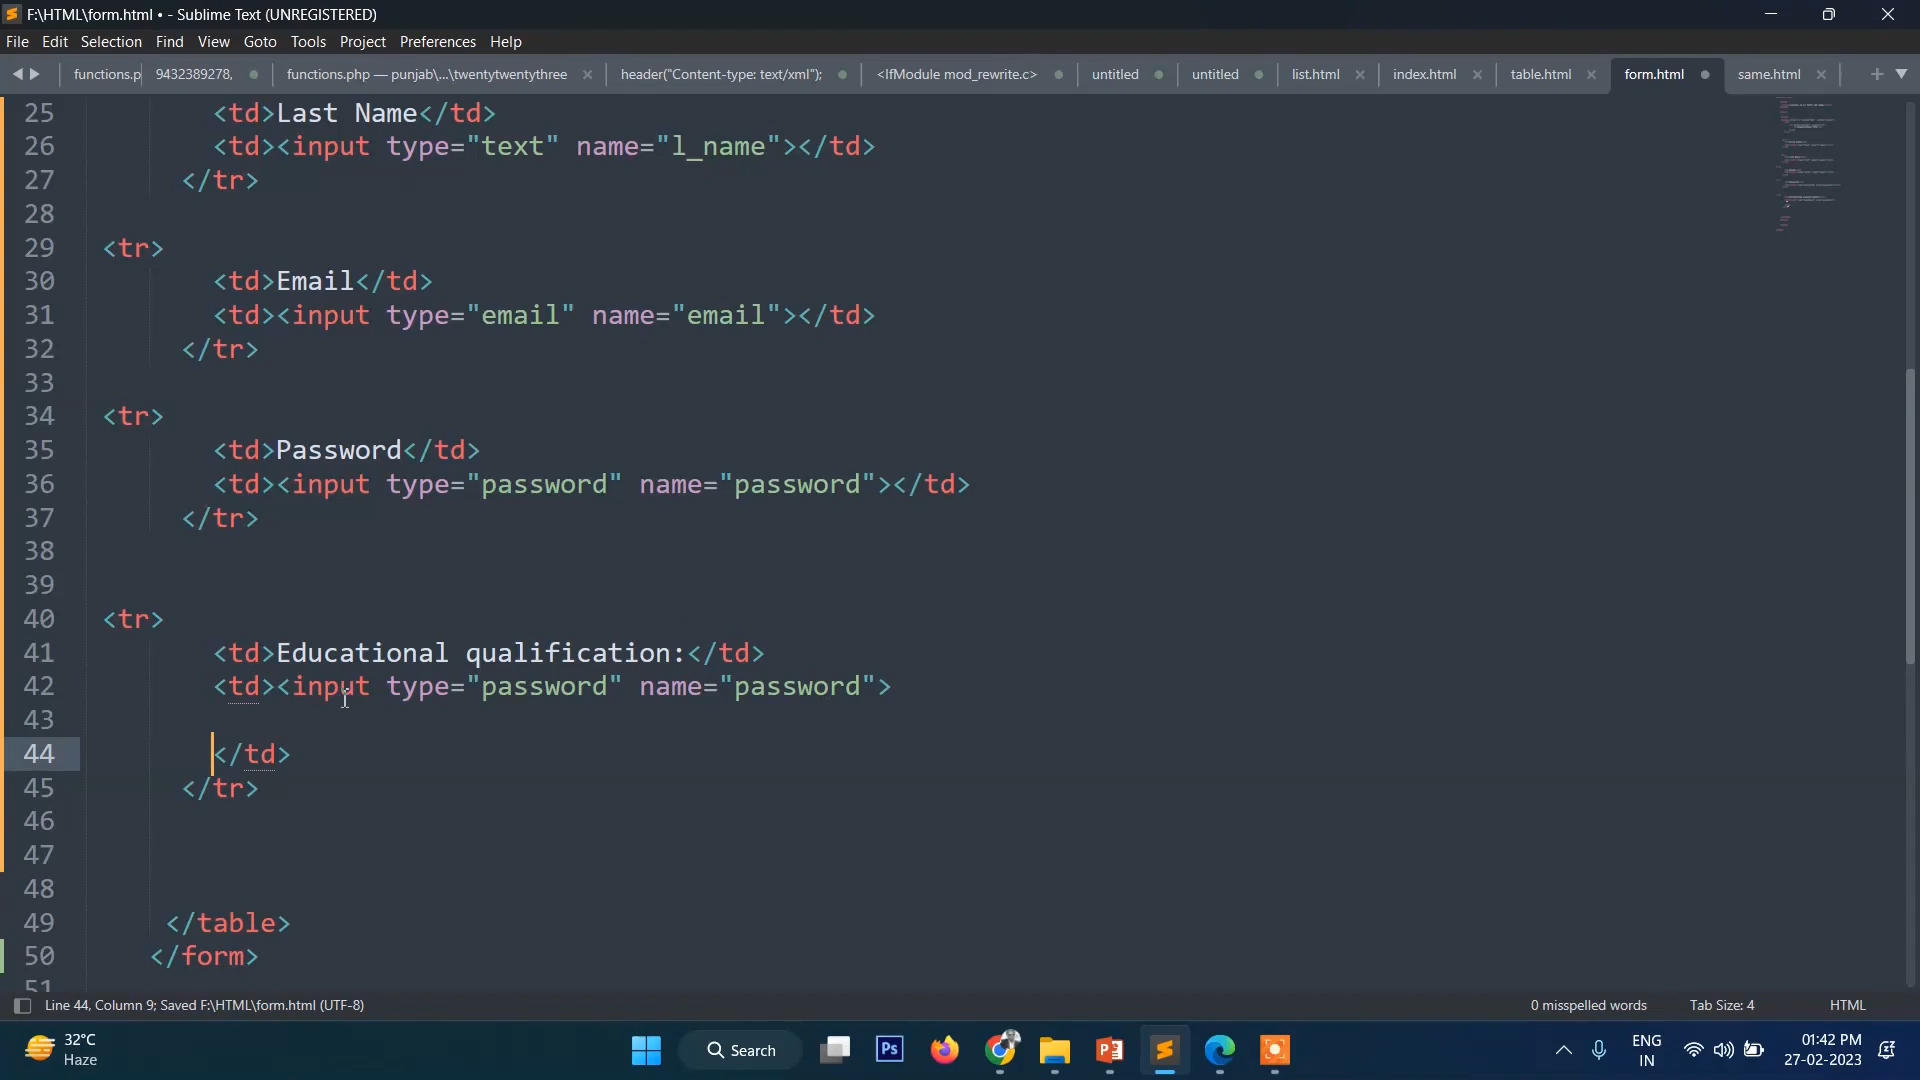 F:\HTML\form.html • - Sublime Text (UNREGISTERED)
File Edit Selection Find View Goto Tools Project Preferences Help
functions.p 9432389278, functions.php — punjab\...\twentytwentythree header("Content-type: text/xml"); <IfModule mod_rewrite.c> untitled untitled list.html index.html table.html form.html same.html
25 <td>Last Name</td>
26 <td><input type="text" name="l_name"></td>
27 </tr>
28
29 <tr>
30 <td>Email</td>
31 <td><input type="email" name="email"></td>
32 </tr>
33
34 <tr>
35 <td>Password</td>
36 <td><input type="password" name="password"></td>
37 </tr>
38
39
40 <tr>
41 <td>Educational qualification:</td>
42 <td><input type="password" name="password">
43
44 </td>
45 </tr>
46
47
48
49 </table>
50 </form>
51
Line 44, Column 9; Saved F:\HTML\form.html (UTF-8) 0 misspelled words Tab Size: 4 HTML
32°C
Haze
Search
Ps
ENG
IN
01:42 PM
27-02-2023